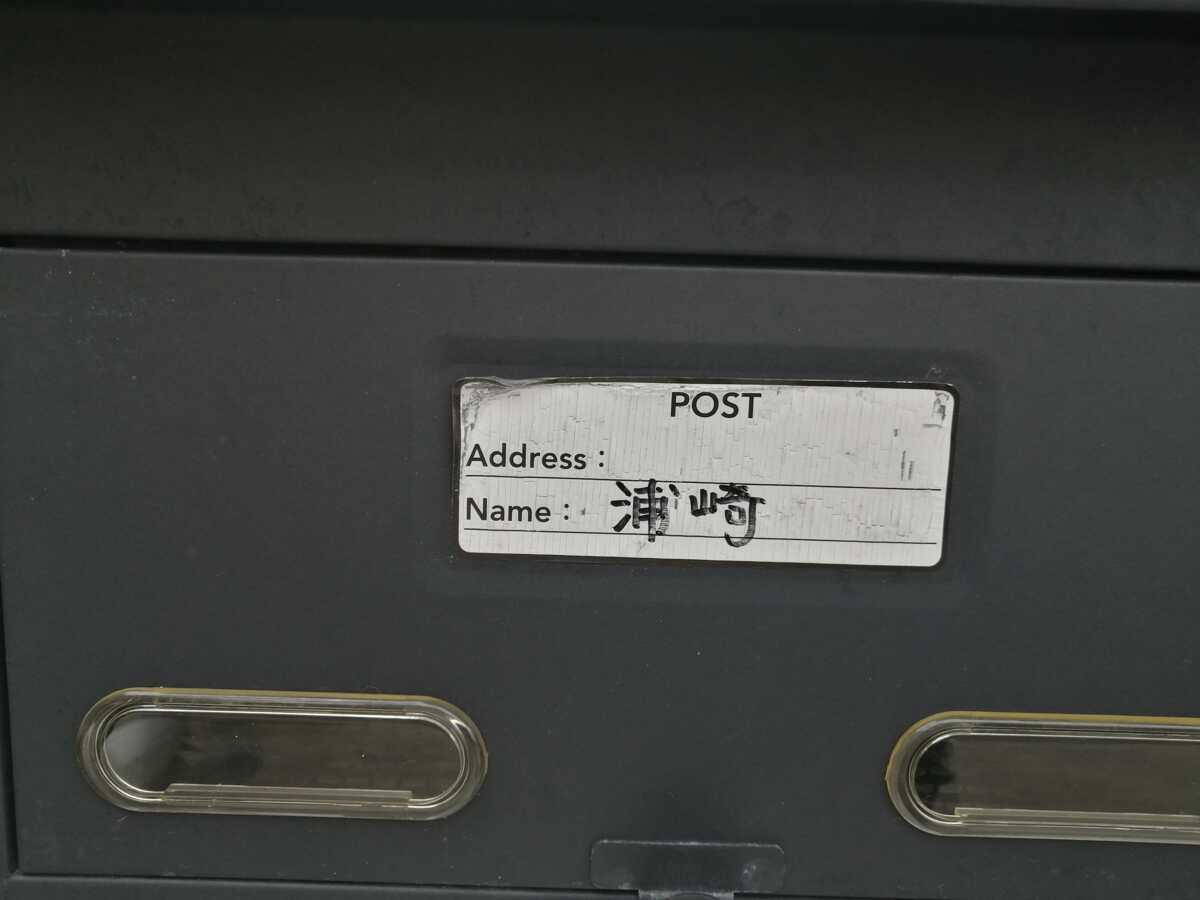 POST
Address :
Name : 浦崎